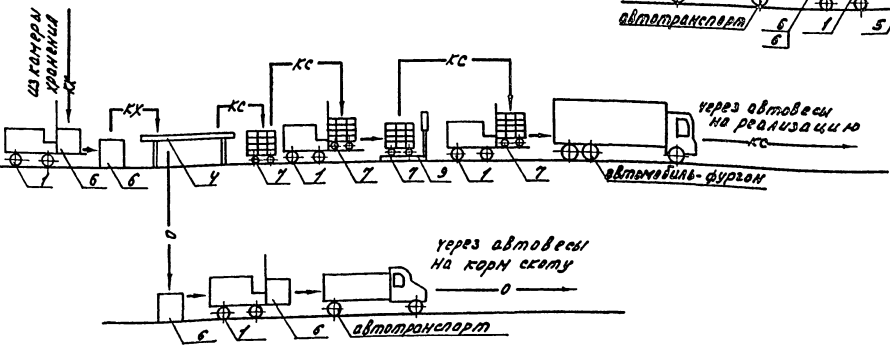 автотранспорт
6
6
1
5
из камеры
хранения
КХ
КХ
КС
КС
КС
через автовесы
на реализацию
КС
1
6
6
4
7
1
7
7
9
1
7
автомобиль-фургон
О
через автовесы
на корм скоту
О
6
1
6
автотранспорт